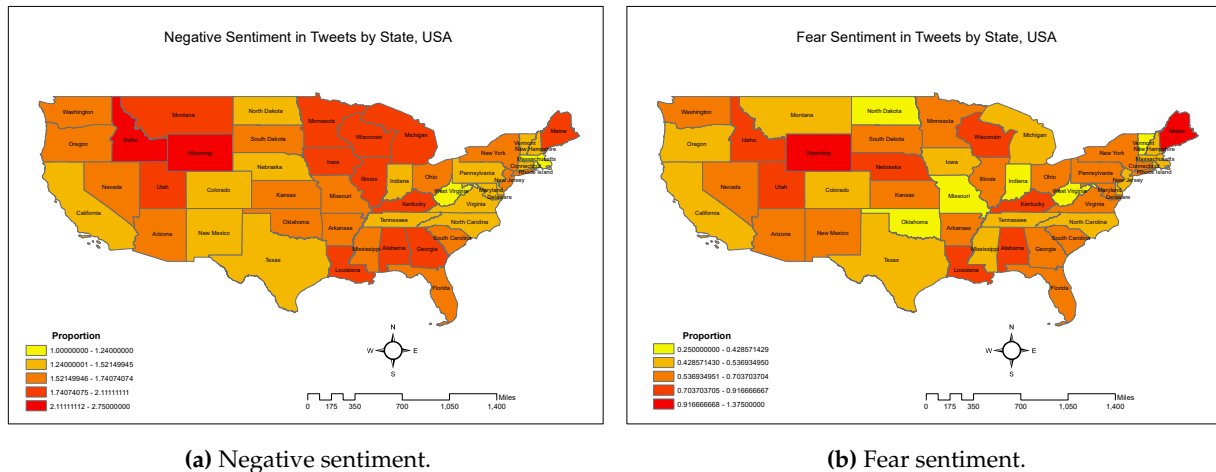 Negative Sentiment in Tweets by State, USA
Washington
Oregon
California
Nevada
Idaho
Montana
Wyoming
Utah
Arizona
Colorado
New Mexico
North Dakota
South Dakota
Nebraska
Kansas
Oklahoma
Texas
Minnesota
Iowa
Missouri
Arkansas
Louisiana
Wisconsin
Illinois
Michigan
Indiana
Ohio
Kentucky
Tennessee
Mississippi
Alabama
Georgia
Florida
South Carolina
North Carolina
Virginia
West Virginia
Maryland
Delaware
Pennsylvania
New Jersey
New York
Connecticut
Rhode Island
Massachusetts
Vermont
New Hampshire
Maine
Proportion
1.00000000 - 1.24000000
1.24000001 - 1.52149945
1.52149946 - 1.74074074
1.74074075 - 2.11111111
2.11111112 - 2.75000000
N
W E
S
Miles
0 175 350 700 1,050 1,400
(a) Negative sentiment.
Fear Sentiment in Tweets by State, USA
Washington
Oregon
California
Nevada
Idaho
Montana
Wyoming
Utah
Arizona
Colorado
New Mexico
North Dakota
South Dakota
Nebraska
Kansas
Oklahoma
Texas
Minnesota
Iowa
Missouri
Arkansas
Louisiana
Wisconsin
Illinois
Michigan
Indiana
Ohio
Kentucky
Tennessee
Mississippi
Alabama
Georgia
Florida
South Carolina
North Carolina
Virginia
West Virginia
Maryland
Delaware
Pennsylvania
New Jersey
New York
Connecticut
Rhode Island
Massachusetts
Vermont
New Hampshire
Maine
Proportion
0.250000000 - 0.428571429
0.428571430 - 0.536934950
0.536934951 - 0.703703704
0.703703705 - 0.916666667
0.916666668 - 1.37500000
N
W E
S
Miles
0 175 350 700 1,050 1,400
(b) Fear sentiment.